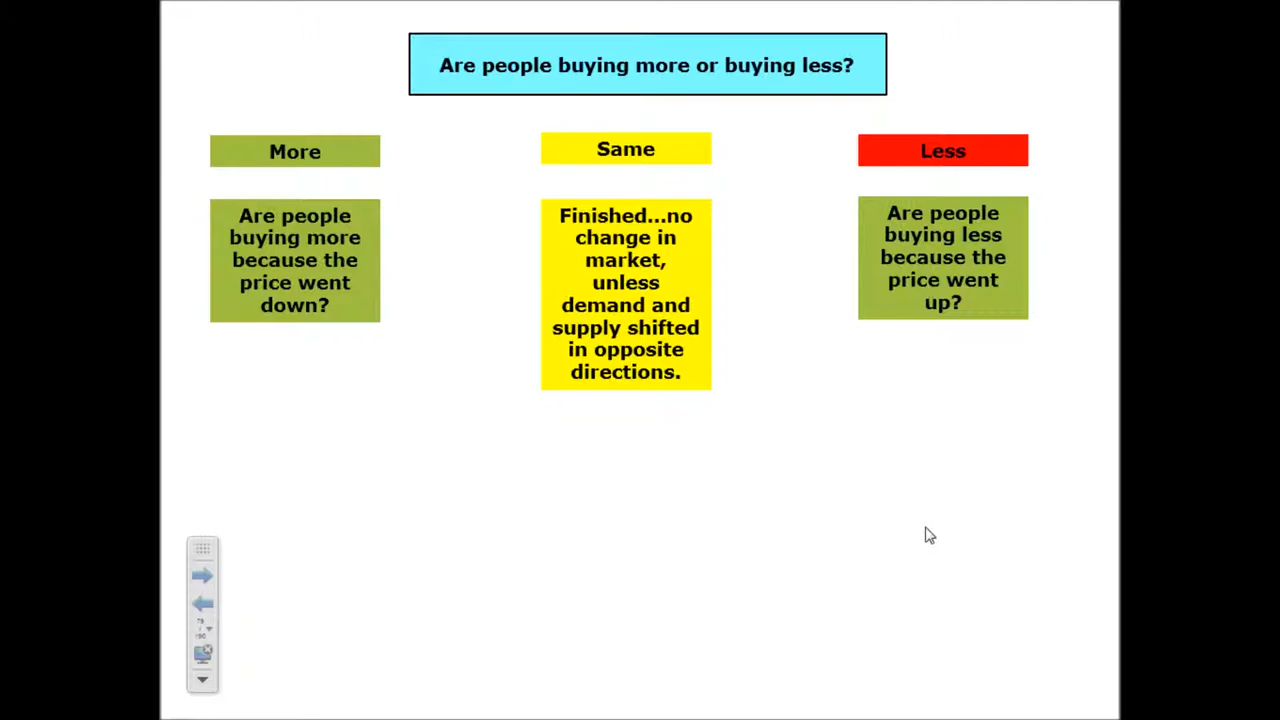 Are people buying more or buying less?
More
Same
Less
Are people
buying more
because the
price went
down?
Finished...no
change in
market,
unless
demand and
supply shifted
in opposite
directions.
Are people
buying less
because the
price went
up?